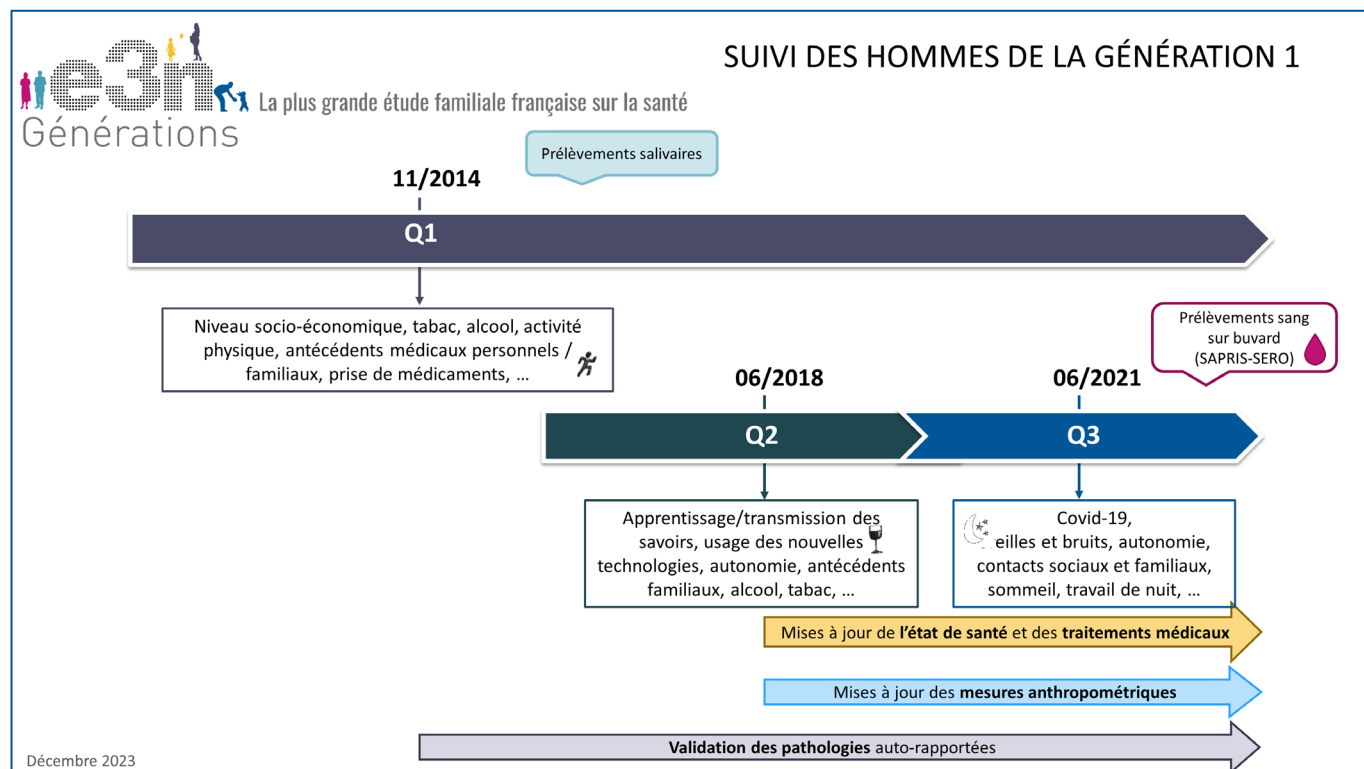 SUIVI DES HOMMES DE LA GÉNÉRATION 1
e3n
Générations
La plus grande étude familiale française sur la santé
Prélèvements salivaires
11/2014
Q1
Niveau socio-économique, tabac, alcool, activité
physique, antécédents médicaux personnels /
familiaux, prise de médicaments, …
Prélèvements sang
sur buvard
(SAPRIS-SERO)
06/2018
06/2021
Q2
Q3
Apprentissage/transmission des
savoirs, usage des nouvelles
technologies, autonomie, antécédents
familiaux, alcool, tabac, …
Covid-19,
eilles et bruits, autonomie,
contacts sociaux et familiaux,
sommeil, travail de nuit, …
Mises à jour de l’état de santé et des traitements médicaux
Mises à jour des mesures anthropométriques
Validation des pathologies auto-rapportées
Décembre 2023